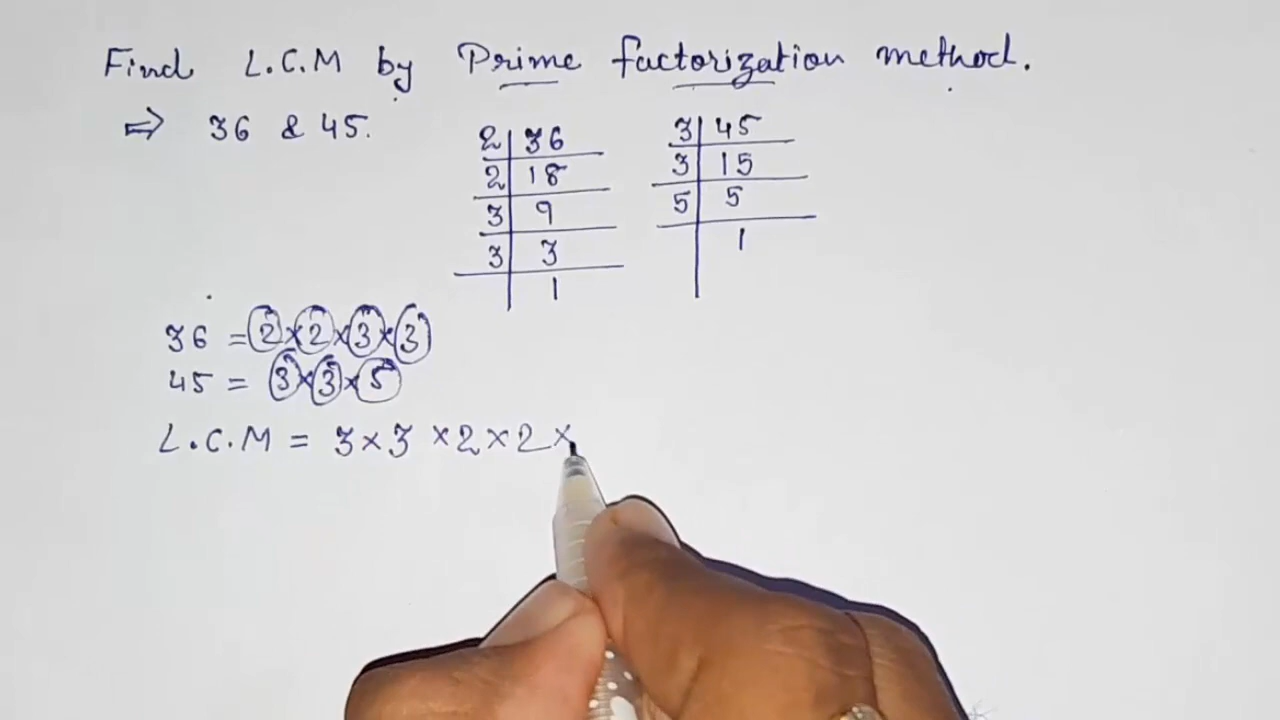 Find L.C.M by Prime factorization method.
⇒ 36 & 45.
2 | 36
2 | 18
3 | 9
3 | 3
1
3 | 45
3 | 15
5 | 5
1
36 = 2×2×3×3
45 = 3×3×5
L.C.M = 3×3×2×2×